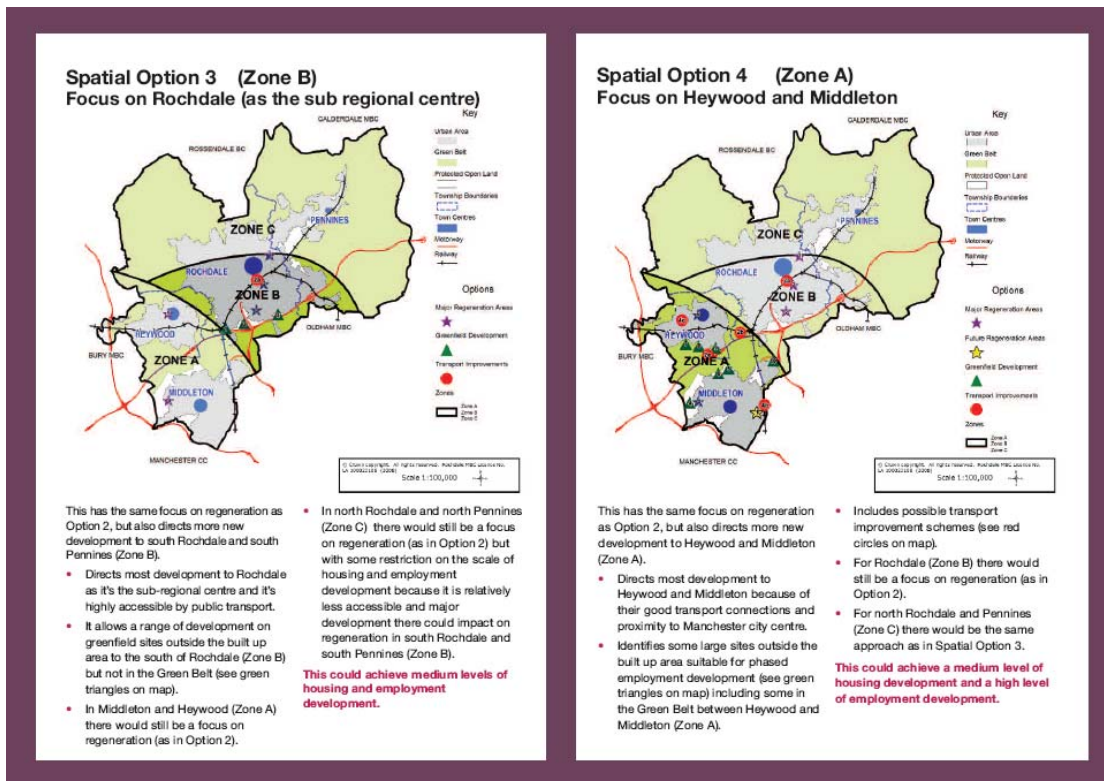 Spatial Option 3 (Zone B)
Focus on Rochdale (as the sub regional centre)
Key
CALDERDALE MBC
ROSSENDALE BC
Urban Area
Green Belt
Protected Open Land
Township Boundaries
Town Centres
Motorway
Railway
PENNINES
ZONE C
ROCHDALE
ZONE B
Options
Major Regeneration Areas
Greenfield Development
Transport Improvements
Zones
Zone A
Zone B
Zone C
HEYWOOD
OLDHAM MBC
BURY MBC
ZONE A
MIDDLETON
MANCHESTER CC
© Crown copyright. All rights reserved. Rochdale MBC Licence No.
Scale 1:100,000
This has the same focus on regeneration as
Option 2, but also directs more new
development to south Rochdale and south
Pennines (Zone B).
• Directs most development to Rochdale
as it's the sub-regional centre and it's
highly accessible by public transport.
• It allows a range of development on
greenfield sites outside the built up
area to the south of Rochdale (Zone B)
but not in the Green Belt (see green
triangles on map).
• In Middleton and Heywood (Zone A)
there would still be a focus on
regeneration (as in Option 2).
• In north Rochdale and north Pennines
(Zone C) there would still be a focus
on regeneration (as in Option 2) but
with some restriction on the scale of
housing and employment
development because it is relatively
less accessible and major
development there could impact on
regeneration in south Rochdale and
south Pennines (Zone B).
This could achieve medium levels of
housing and employment
development.
Spatial Option 4 (Zone A)
Focus on Heywood and Middleton
Key
CALDERDALE MBC
ROSSENDALE BC
Urban Area
Green Belt
Protected Open Land
Township Boundaries
Town Centres
Motorway
Railway
PENNINES
ZONE C
ROCHDALE
ZONE B
Options
Major Regeneration Areas
Future Regeneration Areas
Greenfield Development
Transport Improvements
Zones
Zone A
Zone B
Zone C
HEYWOOD
OLDHAM MBC
BURY MBC
ZONE A
MIDDLETON
MANCHESTER CC
© Crown copyright. All rights reserved. Rochdale MBC Licence No.
Scale 1:100,000
This has the same focus on regeneration
as Option 2, but also directs more new
development to Heywood and Middleton
(Zone A).
• Directs most development to
Heywood and Middleton because of
their good transport connections and
proximity to Manchester city centre.
• Identifies some large sites outside the
built up area suitable for phased
employment development (see green
triangles on map) including some in
the Green Belt between Heywood and
Middleton (Zone A).
• Includes possible transport
improvement schemes (see red
circles on map).
• For Rochdale (Zone B) there would
still be a focus on regeneration (as in
Option 2).
• For north Rochdale and Pennines
(Zone C) there would be the same
approach as in Spatial Option 3.
This could achieve a medium level of
housing development and a high level
of employment development.